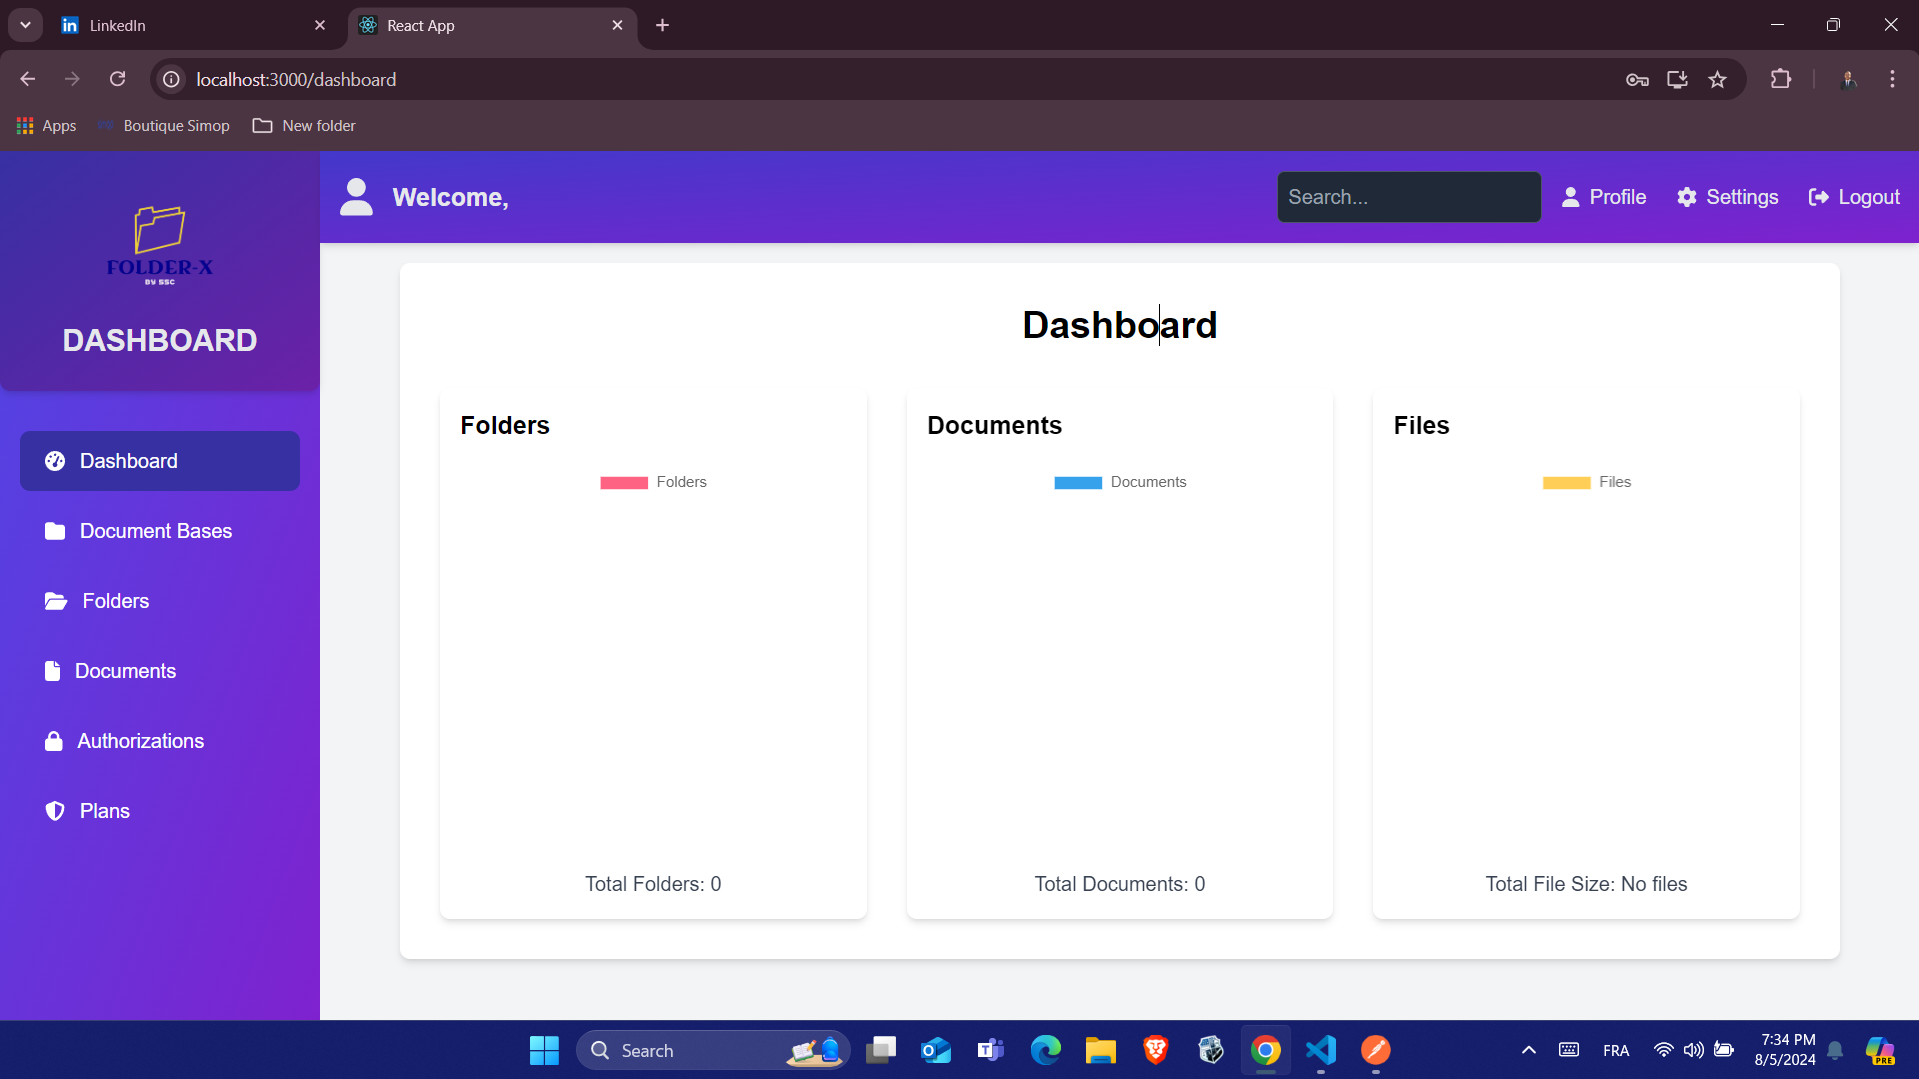 LinkedIn
React App
localhost:3000/dashboard
Apps
Boutique Simop
New folder
FOLDER-X
BY SSC
DASHBOARD
Dashboard
Document Bases
Folders
Documents
Authorizations
Plans
Welcome,
Search...
Profile
Settings
Logout
Dashboard
Folders
Folders
Total Folders: 0
Documents
Documents
Total Documents: 0
Files
Files
Total File Size: No files
Search
FRA
7:34 PM
8/5/2024
PRE